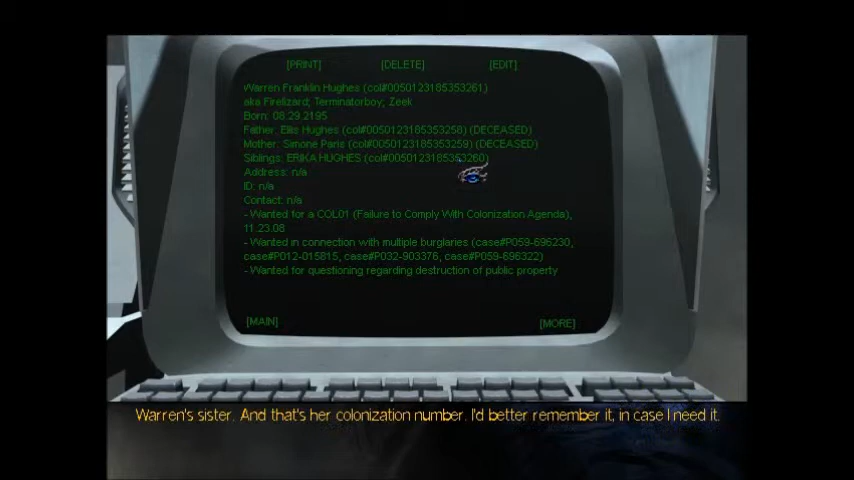 [PRINT] [DELETE] [EDIT]
Warren Franklin Hughes (col#0050123185353261)
aka Firelizard; Terminatorboy; Zeek
Born: 08.29.2195
Father: Ellis Hughes (col#0050123185353258) (DECEASED)
Mother: Simone Paris (col#0050123185353259) (DECEASED)
Siblings: ERIKA HUGHES (col#0050123185353260)
Address: n/a
ID: n/a
Contact: n/a
- Wanted for a COL01 (Failure to Comply With Colonization Agenda),
11.23.08
- Wanted in connection with multiple burglaries (case#P059-696230,
case#P012-015815, case#P032-903376, case#P059-696322)
- Wanted for questioning regarding destruction of public property
[MAIN] [MORE]
Warren's sister. And that's her colonization number. I'd better remember it, in case I need it.